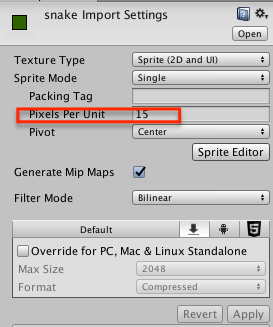 snake Import Settings
Open
Texture Type Sprite (2D and UI)
Sprite Mode Single
Packing Tag
Pixels Per Unit 15
Pivot Center
Sprite Editor
Generate Mip Maps
Filter Mode Bilinear
Default
Override for PC, Mac & Linux Standalone
Max Size 2048
Format Compressed
Revert Apply